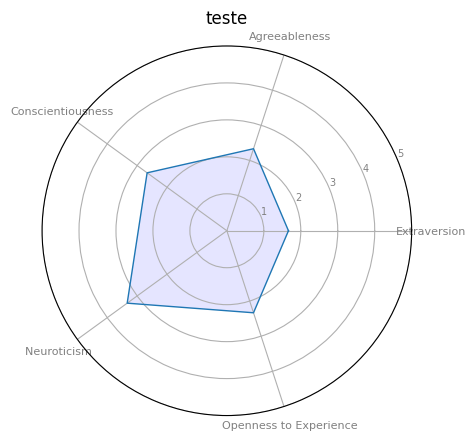 teste
Agreeableness
Conscientiousness
5
4
3
2
1
Extraversion
Neuroticism
Openness to Experience